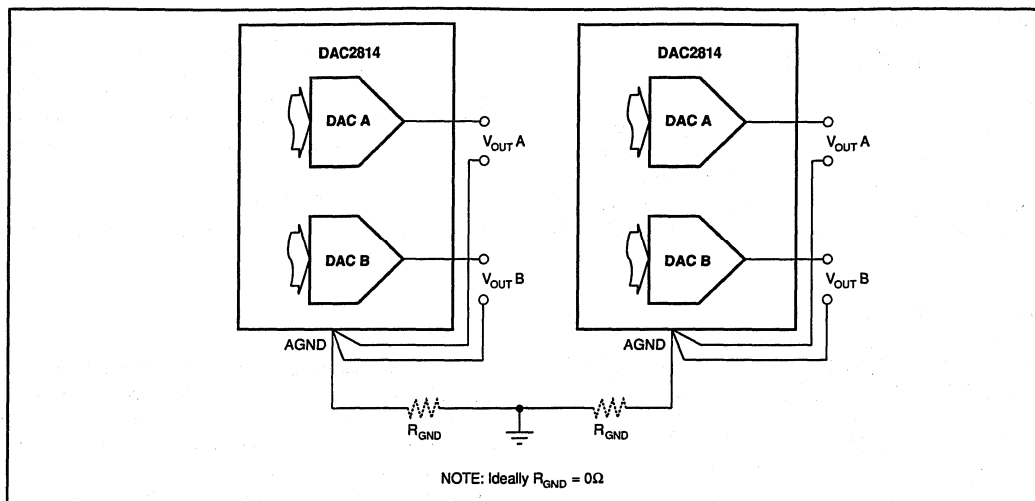 DAC2814
DAC A
V_OUT A
DAC B
V_OUT B
AGND
R_GND
DAC2814
DAC A
V_OUT A
DAC B
V_OUT B
AGND
R_GND
NOTE: Ideally R_GND = 0Ω